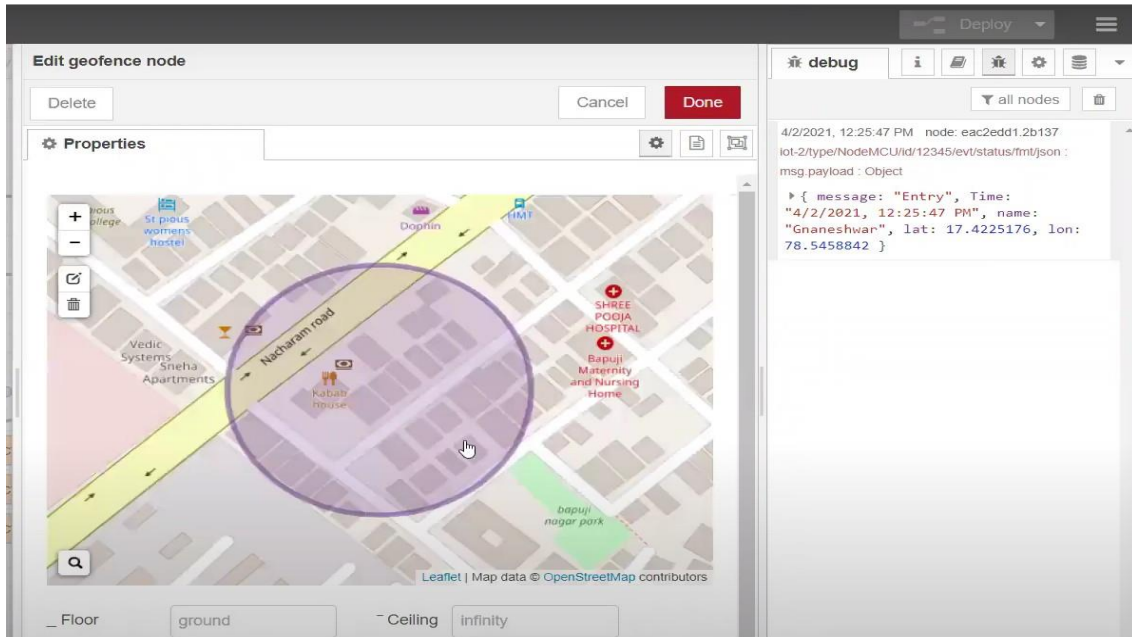 Deploy
Edit geofence node
Delete
Cancel
Done
Properties
+
−
St pious
womens
hostel
Dophin
HMT
Nacharam road
Vedic
Systems
Sneha
Apartments
Kabab
house
SHREE
POOJA
HOSPITAL
Bapuji
Maternity
and Nursing
Home
bapuji
nagar park
Leaflet | Map data © OpenStreetMap contributors
_ Floor
ground
Ceiling
infinity
debug
i
all nodes
4/2/2021, 12:25:47 PM node: eac2edd1.2b137
iot-2/type/NodeMCU/id/12345/evt/status/fmt/json :
msg.payload : Object
{ message: "Entry", Time:
"4/2/2021, 12:25:47 PM", name:
"Gnaneshwar", lat: 17.4225176, lon:
78.5458842 }